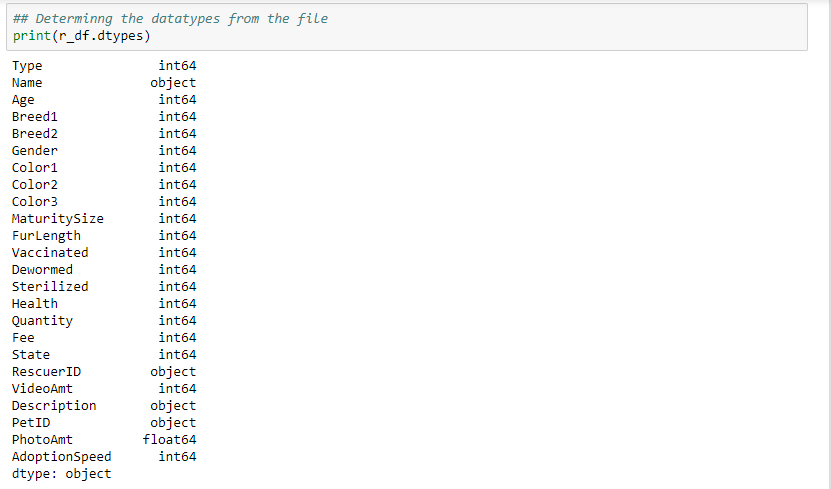 ## Determinng the datatypes from the file
print(r_df.dtypes)
Type int64
Name object
Age int64
Breed1 int64
Breed2 int64
Gender int64
Color1 int64
Color2 int64
Color3 int64
MaturitySize int64
FurLength int64
Vaccinated int64
Dewormed int64
Sterilized int64
Health int64
Quantity int64
Fee int64
State int64
RescuerID object
VideoAmt int64
Description object
PetID object
PhotoAmt float64
AdoptionSpeed int64
dtype: object